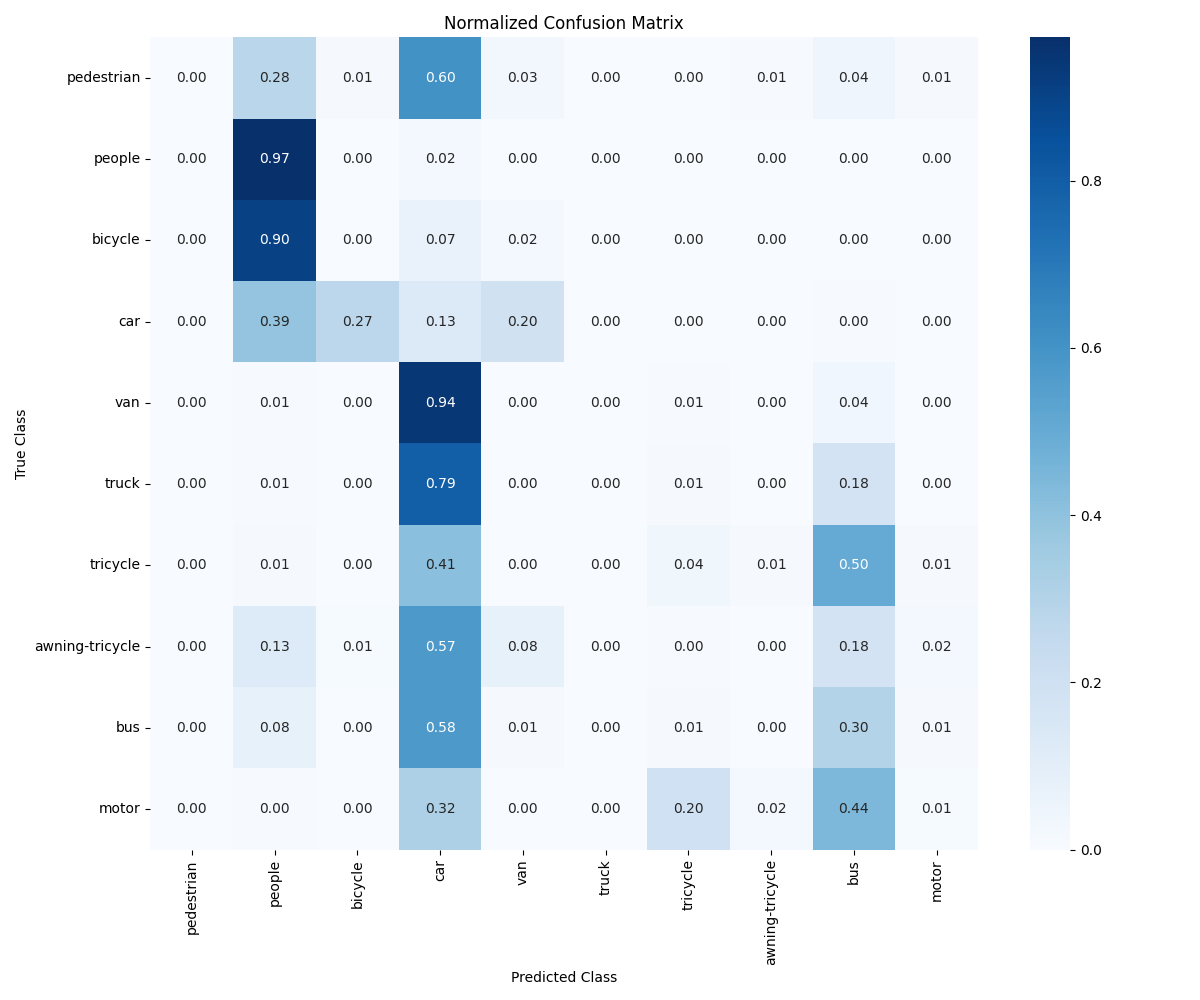 Normalized Confusion Matrix
True Class
pedestrian 0.00 0.28 0.01 0.60 0.03 0.00 0.00 0.01 0.04 0.01
people 0.00 0.97 0.00 0.02 0.00 0.00 0.00 0.00 0.00 0.00
bicycle 0.00 0.90 0.00 0.07 0.02 0.00 0.00 0.00 0.00 0.00
car 0.00 0.39 0.27 0.13 0.20 0.00 0.00 0.00 0.00 0.00
van 0.00 0.01 0.00 0.94 0.00 0.00 0.01 0.00 0.04 0.00
truck 0.00 0.01 0.00 0.79 0.00 0.00 0.01 0.00 0.18 0.00
tricycle 0.00 0.01 0.00 0.41 0.00 0.00 0.04 0.01 0.50 0.01
awning-tricycle 0.00 0.13 0.01 0.57 0.08 0.00 0.00 0.00 0.18 0.02
bus 0.00 0.08 0.00 0.58 0.01 0.00 0.01 0.00 0.30 0.01
motor 0.00 0.00 0.00 0.32 0.00 0.00 0.20 0.02 0.44 0.01
pedestrian people bicycle car van truck tricycle awning-tricycle bus motor
Predicted Class
0.8
0.6
0.4
0.2
0.0